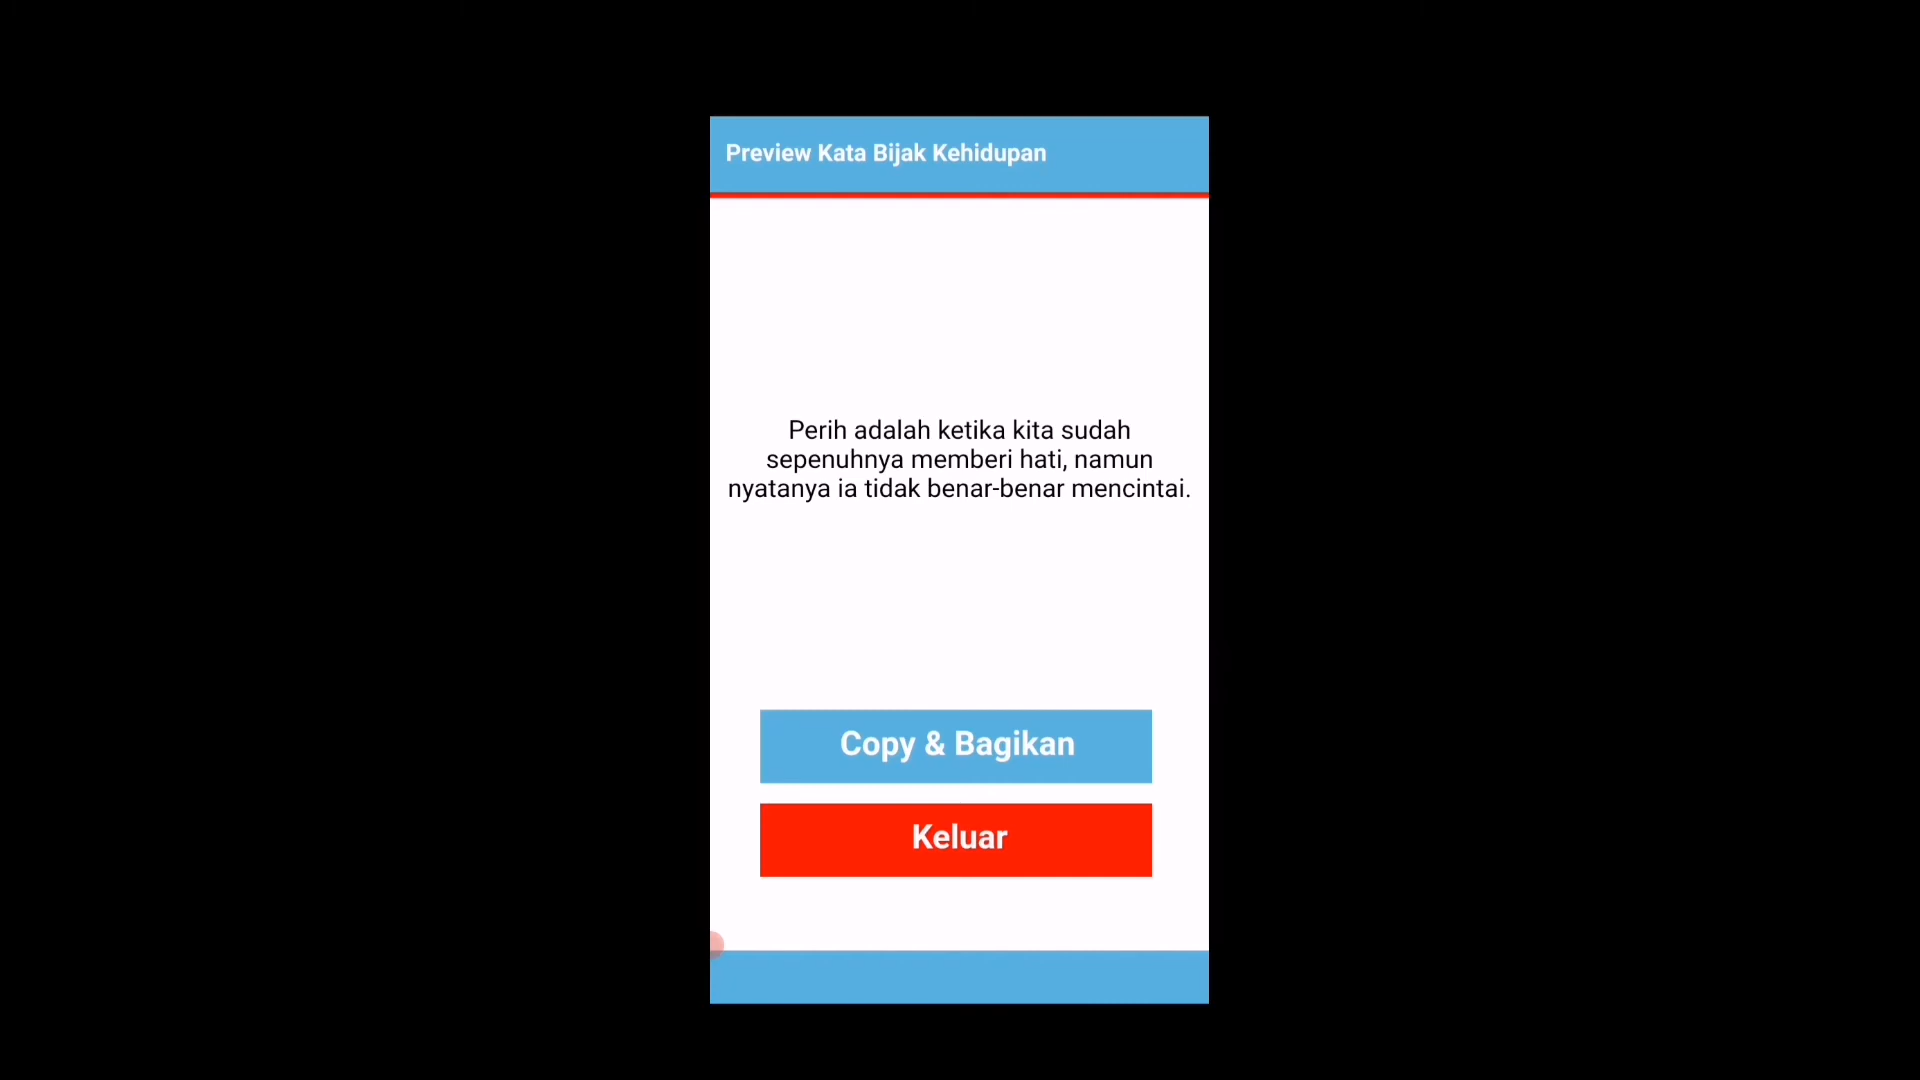 Preview Kata Bijak Kehidupan
Perih adalah ketika kita sudah
sepenuhnya memberi hati, namun
nyatanya ia tidak benar-benar mencintai.
Copy & Bagikan
Keluar